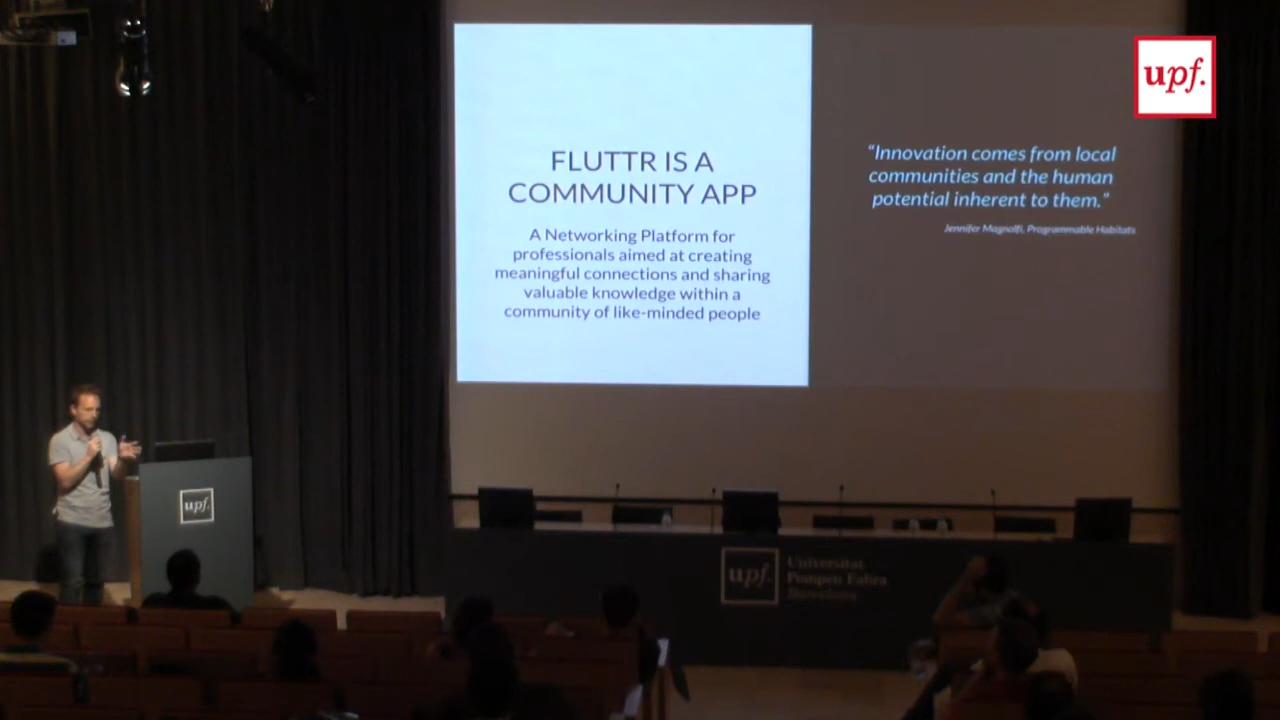 upf.
FLUTTR IS A
COMMUNITY APP
A Networking Platform for
professionals aimed at creating
meaningful connections and sharing
valuable knowledge within a
community of like-minded people
“Innovation comes from local
communities and the human
potential inherent to them.”
Jennifer Magnolfi, Programmable Habitats
upf.
upf.
Universitat
Pompeu Fabra
Barcelona